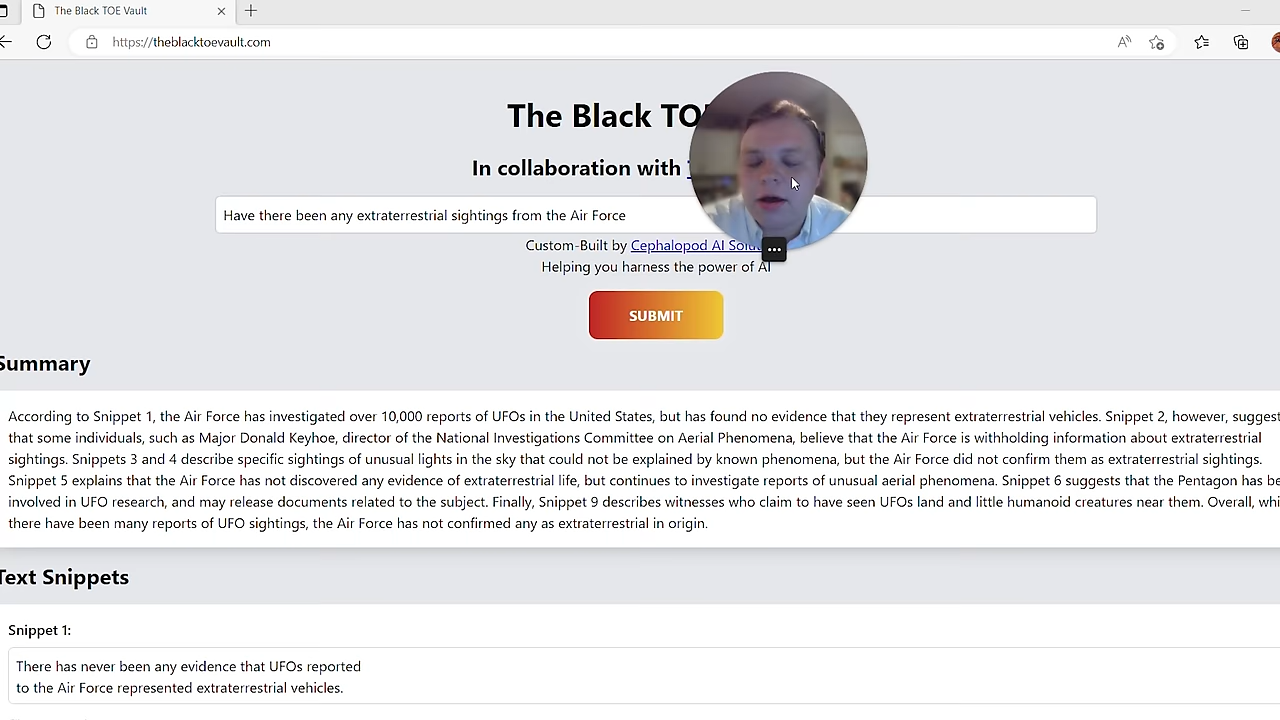 The Black TOE Vault
https://theblacktoevault.com
The Black
In collaboration with
Have there been any extraterrestrial sightings from the Air Force
Custom-Built by Cephalopod AI
Helping you harness the power of AI
SUBMIT
Summary
According to Snippet 1, the Air Force has investigated over 10,000 reports of UFOs in the United States, but has found no evidence that they represent extraterrestrial vehicles. Snippet 2, however,
that some individuals, such as Major Donald Keyhoe, director of the National Investigations Committee on Aerial Phenomena, believe that the Air Force is withholding information about extraterrestrial
sightings. Snippets 3 and 4 describe specific sightings of unusual lights in the sky that could not be explained by known phenomena, but the Air Force did not confirm them as extraterrestrial sightings.
Snippet 5 explains that the Air Force has not discovered any evidence of extraterrestrial life, but continues to investigate reports of unusual aerial phenomena. Snippet 6 suggests that the Pentagon has
involved in UFO research, and may release documents related to the subject. Finally, Snippet 9 describes witnesses who claim to have seen UFOs land and little humanoid creatures near them. Overall,
there have been many reports of UFO sightings, the Air Force has not confirmed any as extraterrestrial in origin.
Text Snippets
Snippet 1:
There has never been any evidence that UFOs reported
to the Air Force represented extraterrestrial vehicles.